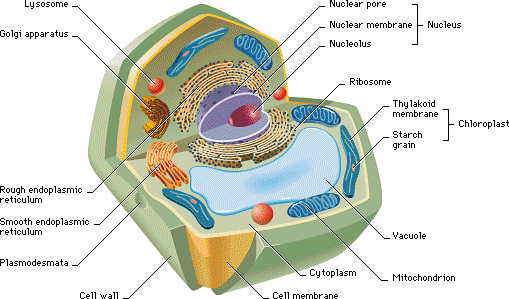 Lysosome
Golgi apparatus
Nuclear pore
Nuclear membrane
Nucleolus
Nucleus
Ribosome
Thylakoid
membrane
Starch
grain
Chloroplast
Rough endoplasmic
reticulum
Smooth endoplasmic
reticulum
Plasmodesmata
Cell wall
Cell membrane
Cytoplasm
Mitochondrion
Vacuole